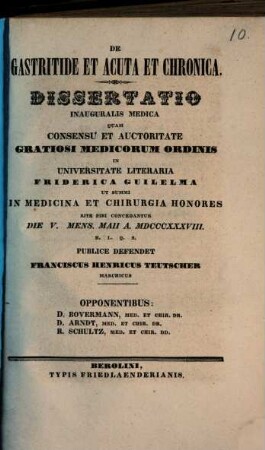 10.
DE
GASTRITIDE ET ACUTA ET CHRONICA.
DISSERTATIO
INAUGURALIS MEDICA
QUAM
CONSENSU ET AUCTORITATE
GRATIOSI MEDICORUM ORDINIS
IN
UNIVERSITATE LITERARIA
FRIDERICA GUILELMA
UT SUMMI
IN MEDICINA ET CHIRURGIA HONORES
RITE SIBI CONCEDANTUR
DIE V. MENS. MAII A. MDCCCXXXVIII.
H. L. Q. S.
PUBLICE DEFENDET
FRANCISCUS HENRICUS TEUTSCHER
MARCHICUS
OPPONENTIBUS:
D. BOVERMANN, MED. ET CHIR. DR.
D. ARNDT, MED. ET CHIR. DR.
R. SCHULTZ, MED. ET CHIR. DD.
BEROLINI,
TYPIS FRIEDLAENDERIANIS.